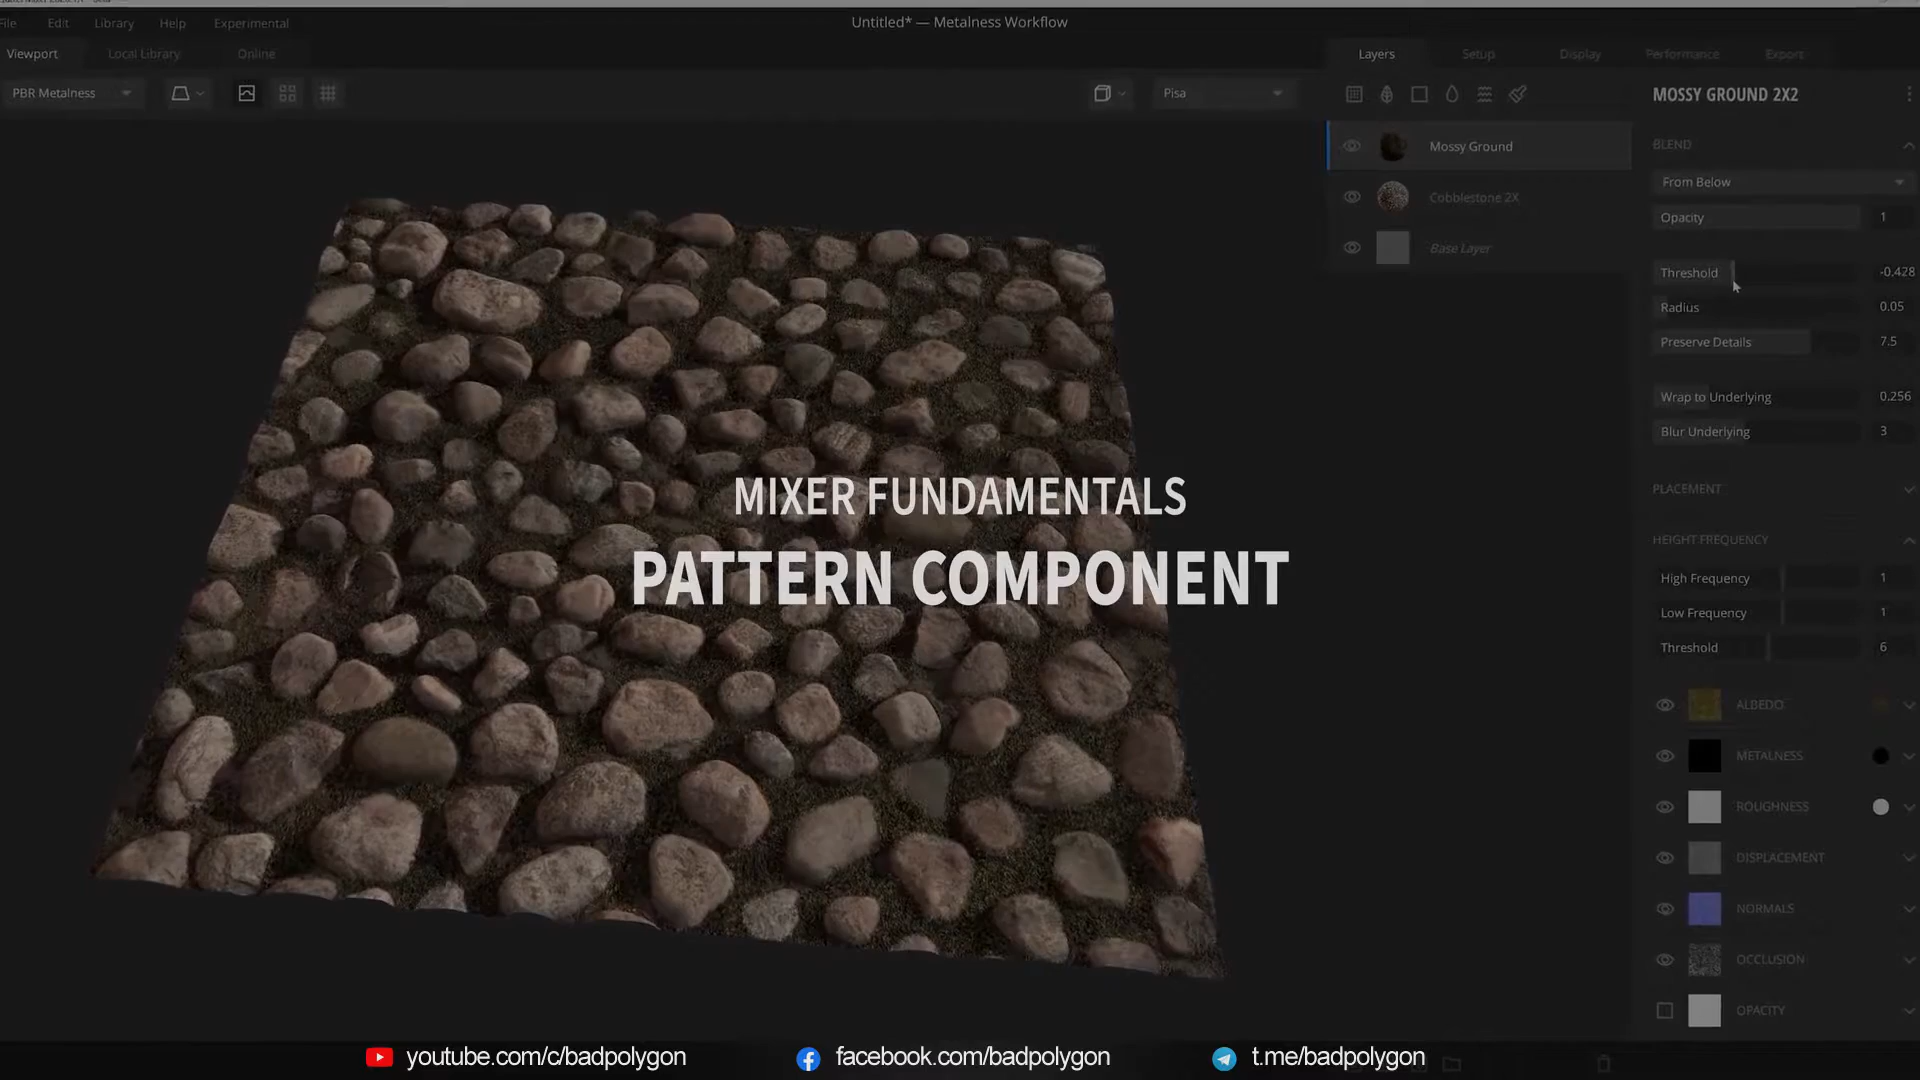 File Edit Library Help Experimental
Untitled* — Metalness Workflow
Viewport Local Library Online
Layers Setup Display Performance Export
PBR Metalness
Pisa
MOSSY GROUND 2X2
Mossy Ground
Cobblestone 2X
Base Layer
BLEND
From Below
Opacity 1
Threshold -0.428
Radius 0.05
Preserve Details 7.5
Wrap to Underlying 0.256
Blur Underlying 3
PLACEMENT
HEIGHT FREQUENCY
High Frequency 1
Low Frequency 1
Threshold 6
ALBEDO
METALNESS
ROUGHNESS
DISPLACEMENT
NORMALS
OCCLUSION
OPACITY
MIXER FUNDAMENTALS
PATTERN COMPONENT
youtube.com/c/badpolygon
facebook.com/badpolygon
t.me/badpolygon